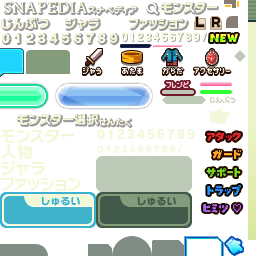 SNAPEDIA スナペディア Q モンスター
じんぶつ ジャラ ファッション L R
0123456789 0123456789/ NEW
ジャラ あたま からだ アクセサリー
フレンピ
じんぶつ
モンスター選択 せんたく
モンスター 0123456789
人物 0123456789/
ジャラ
ファッション
アタック
ガード
サポート
トラップ
ヒミツ
しゅるい しゅるい